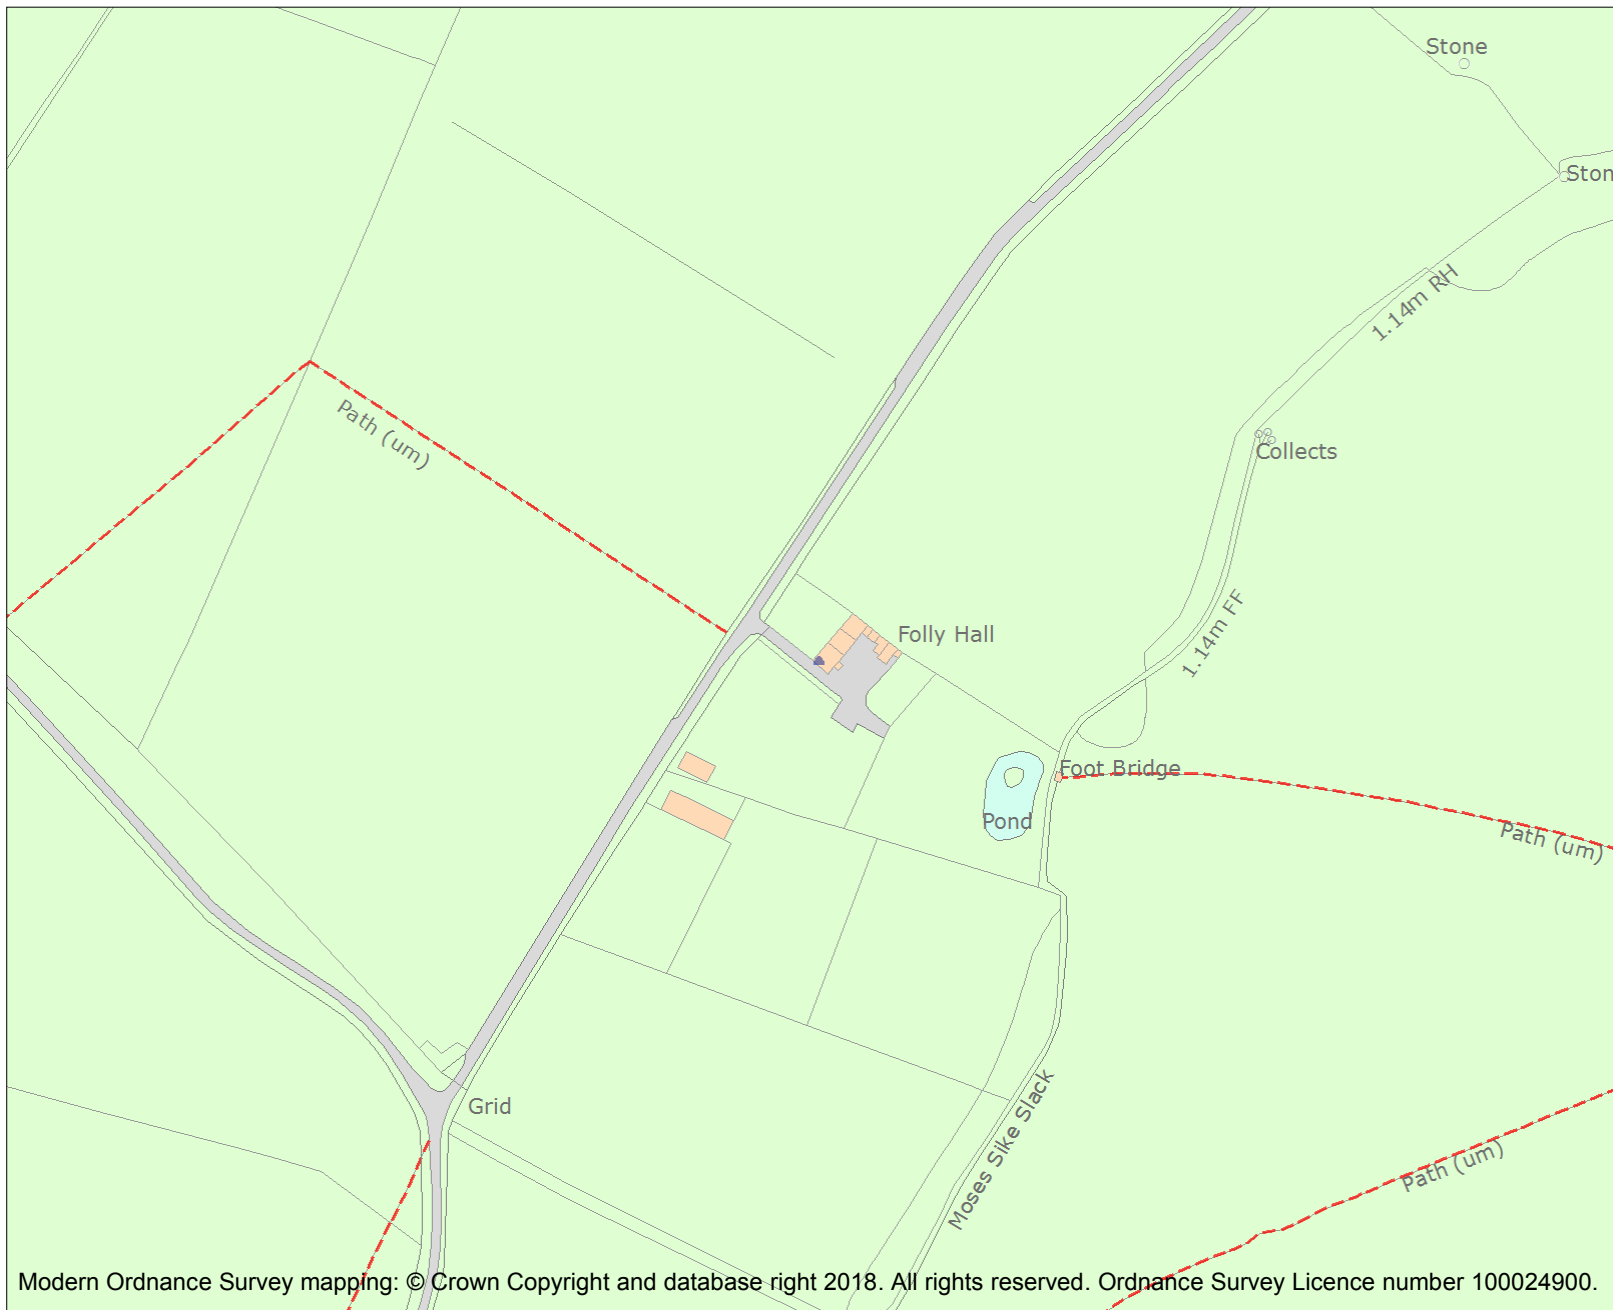 Stone
Ston
1.14m RH
Path (um)
Collects
1.14m FF
Folly Hall
Foot Bridge
Pond
Path (um)
Grid
Moses Sike Slack
Path (um)
Modern Ordnance Survey mapping: © Crown Copyright and database right 2018. All rights reserved. Ordnance Survey Licence number 100024900.